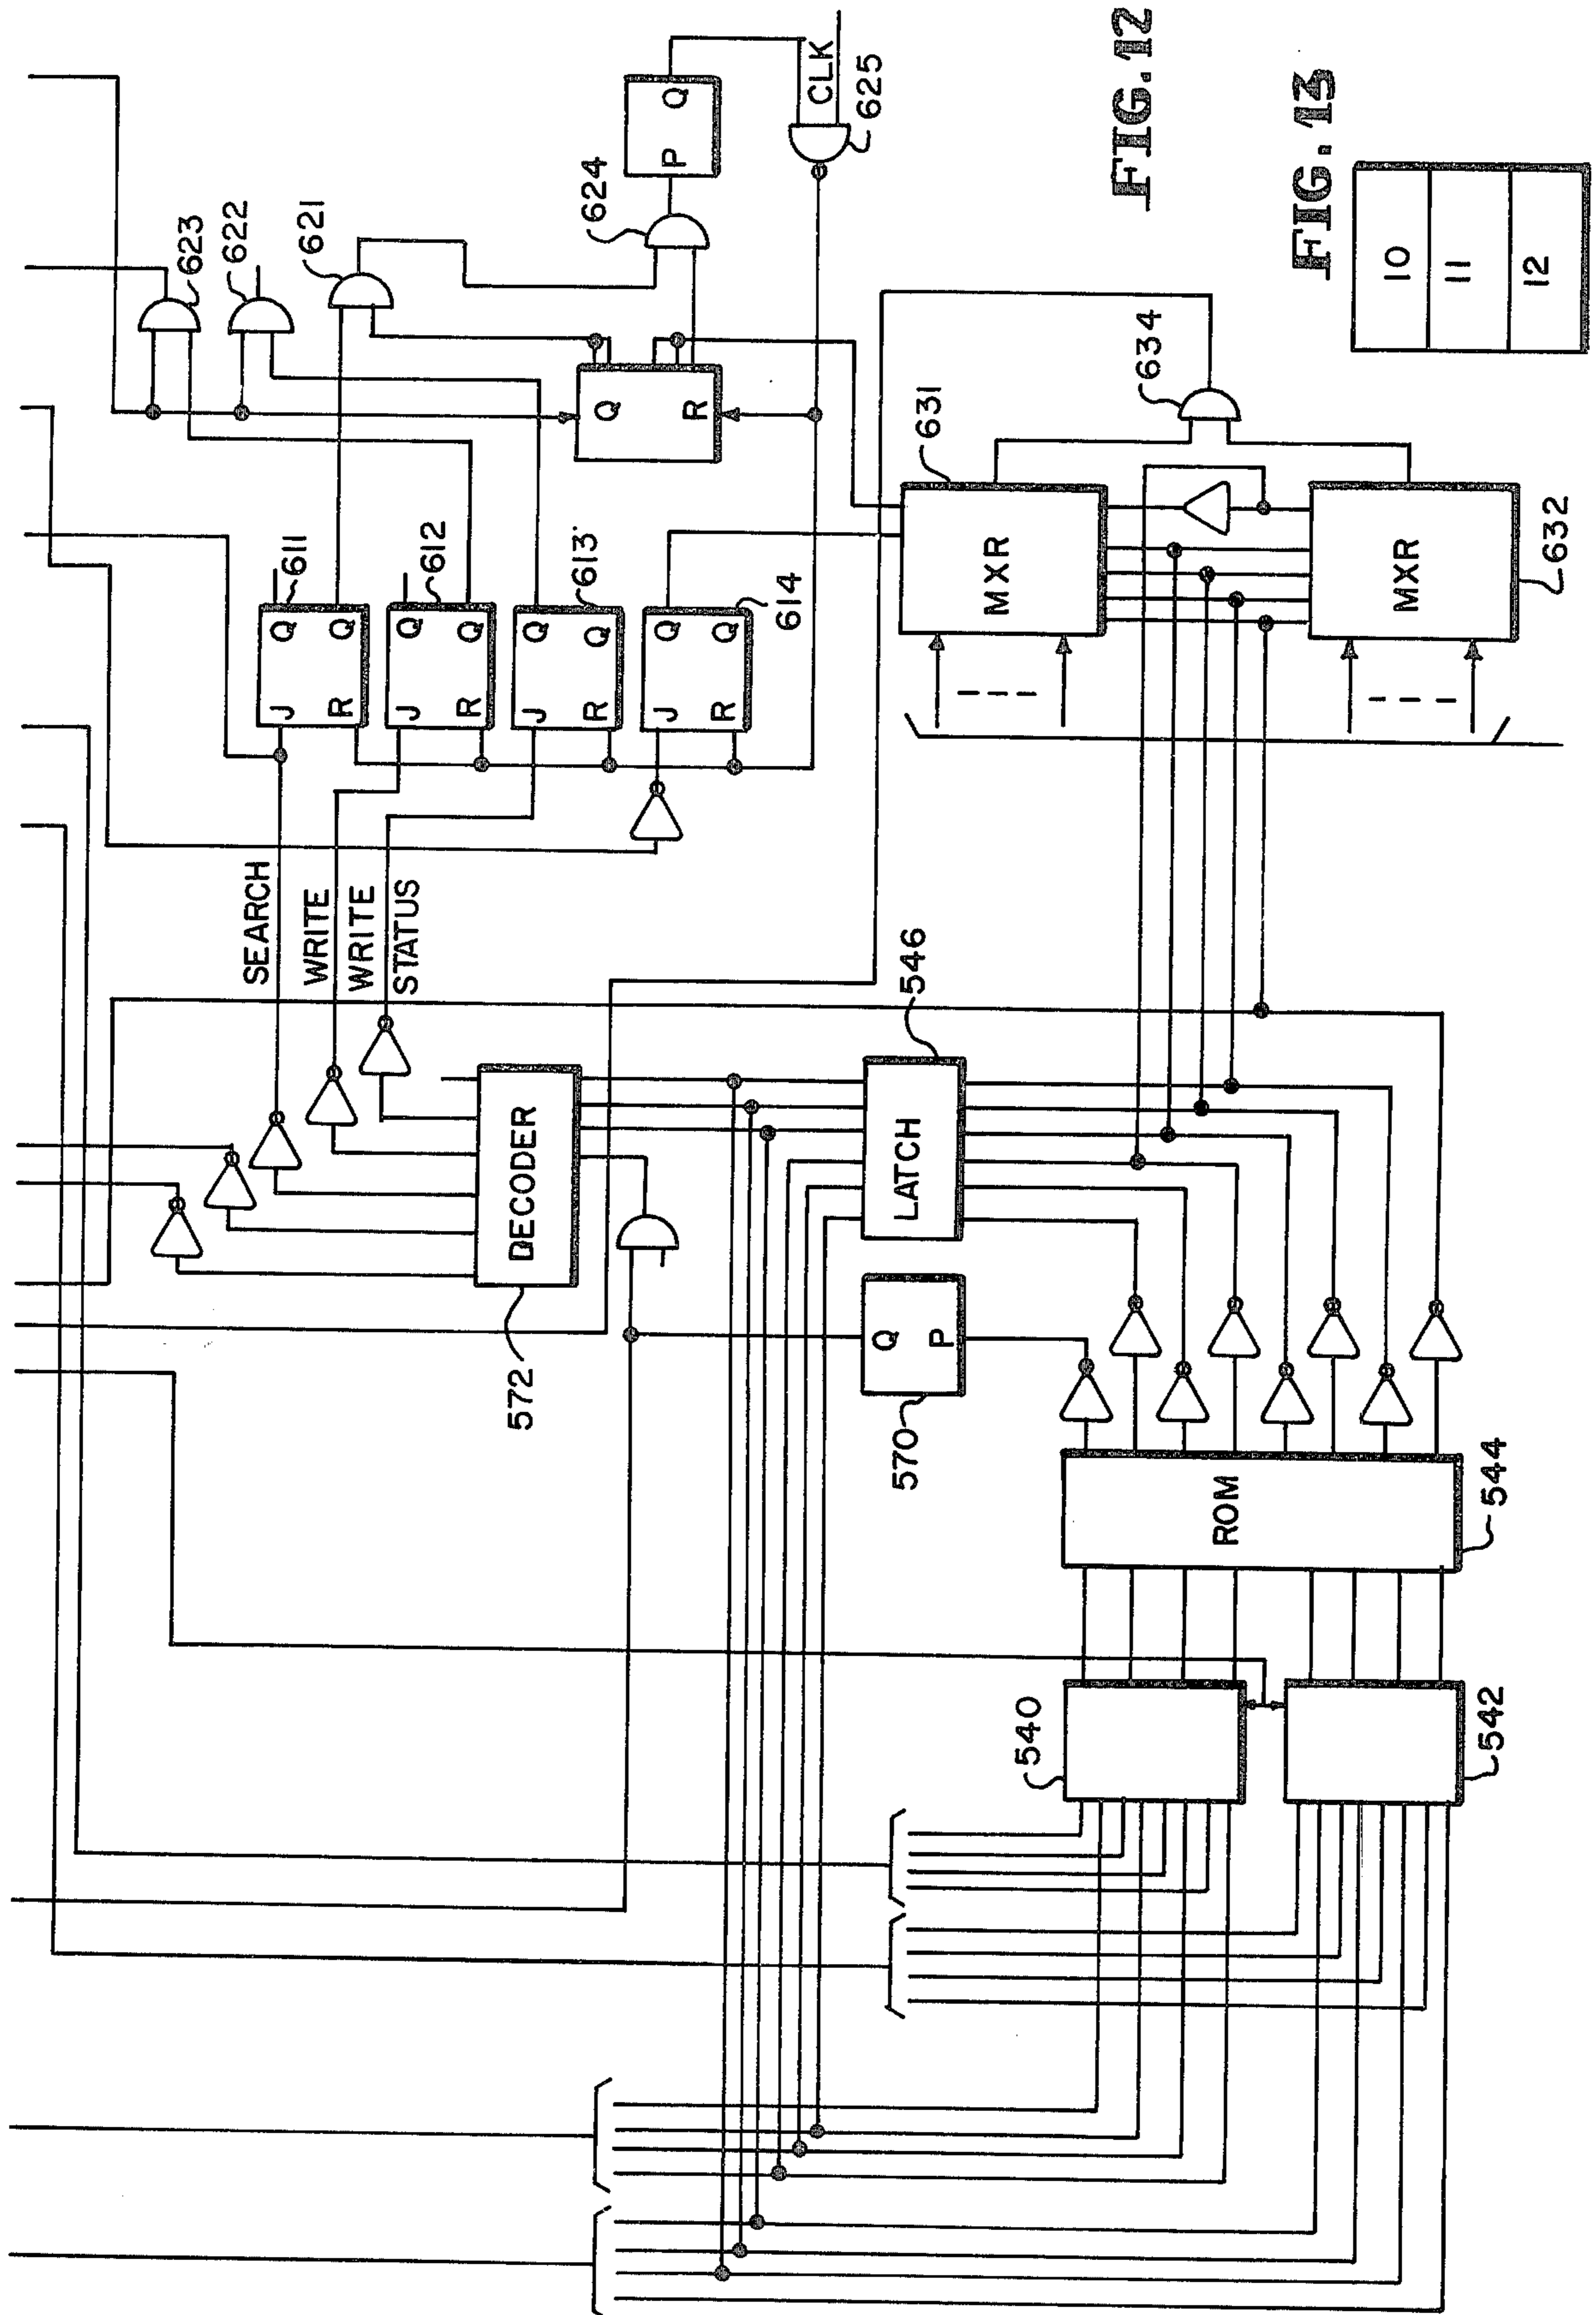 623
622
621
624
CLK
625
P Q
Q
R
611
612
613
614
J Q
R Q
J Q
R Q
J Q
R Q
J Q
R Q
SEARCH
WRITE
WRITE
STATUS
631
634
MXR
MXR
632
FIG. 12
FIG. 13
10
11
12
DECODER
572
546
LATCH
Q
P
570
ROM
544
540
542